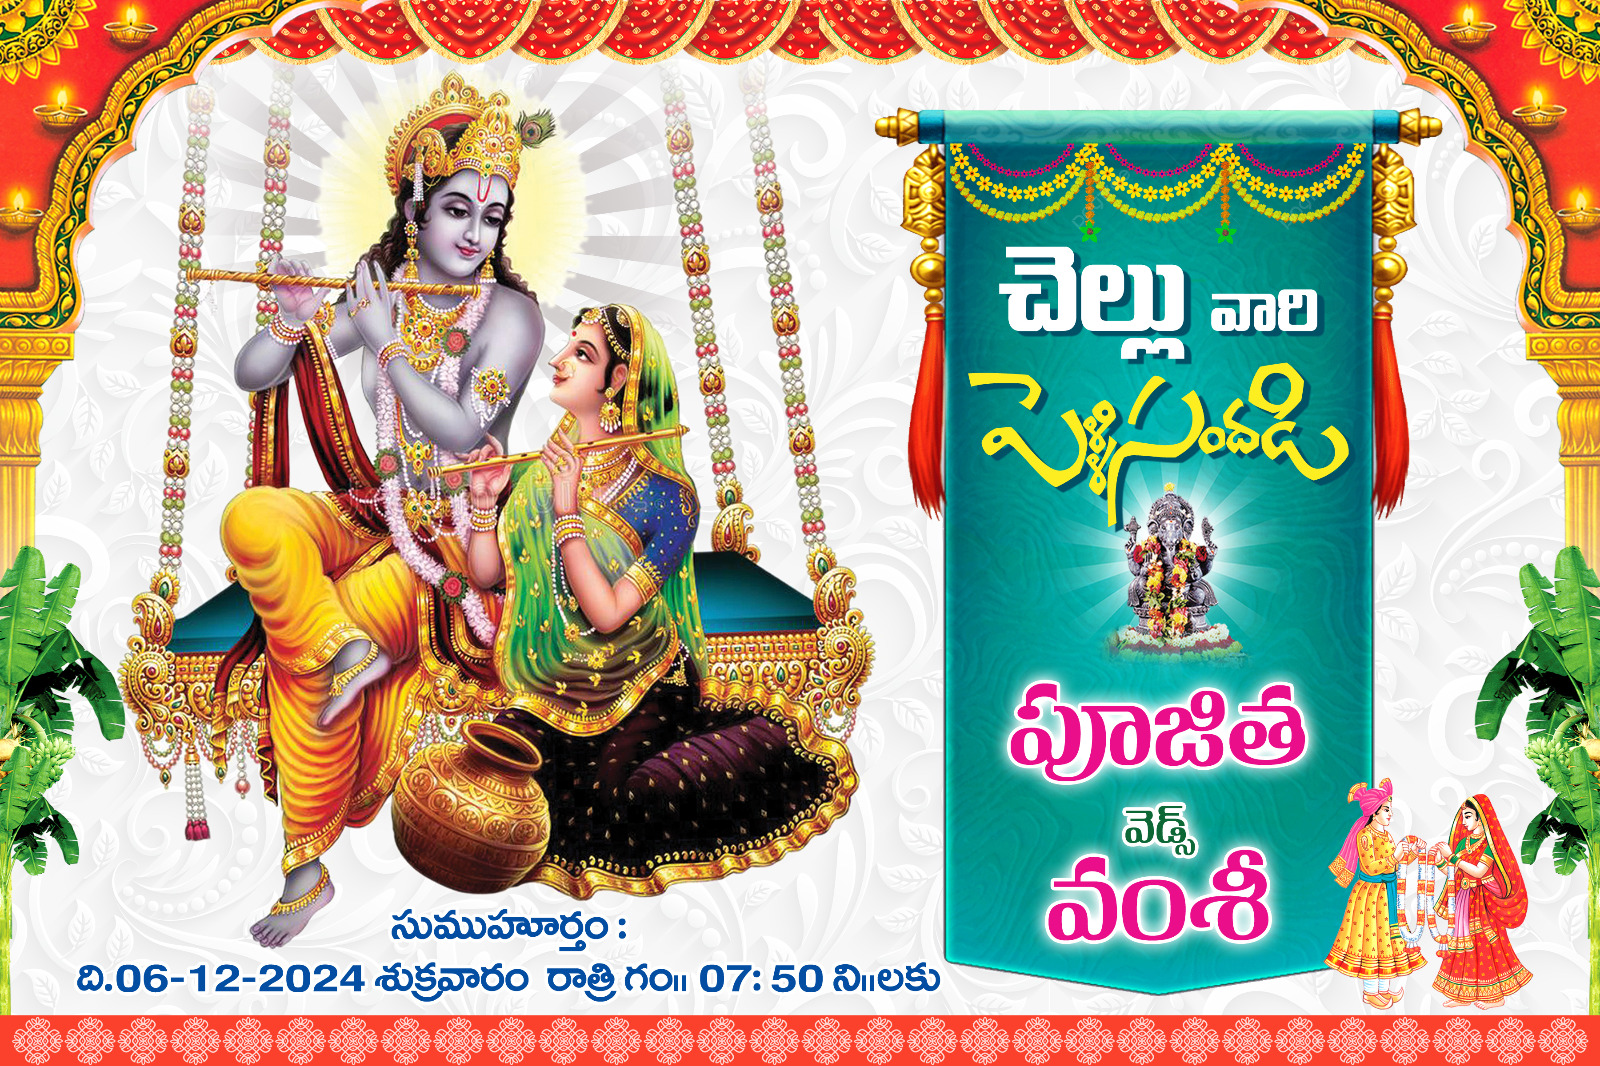 చెల్లు వారి
పెళ్ళిసందడి
పూజిత
వెడ్స్
వంశీ
సుముహూర్తం :
ది.06-12-2024 శుక్రవారం రాత్రి గం॥ 07: 50 ని॥లకు